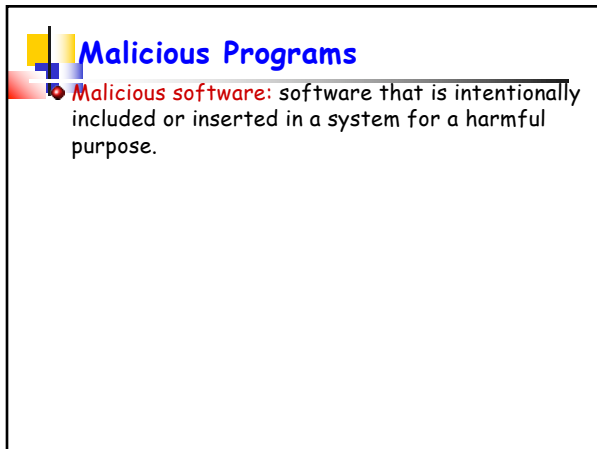 Malicious Programs
Malicious software: software that is intentionally
included or inserted in a system for a harmful
purpose.